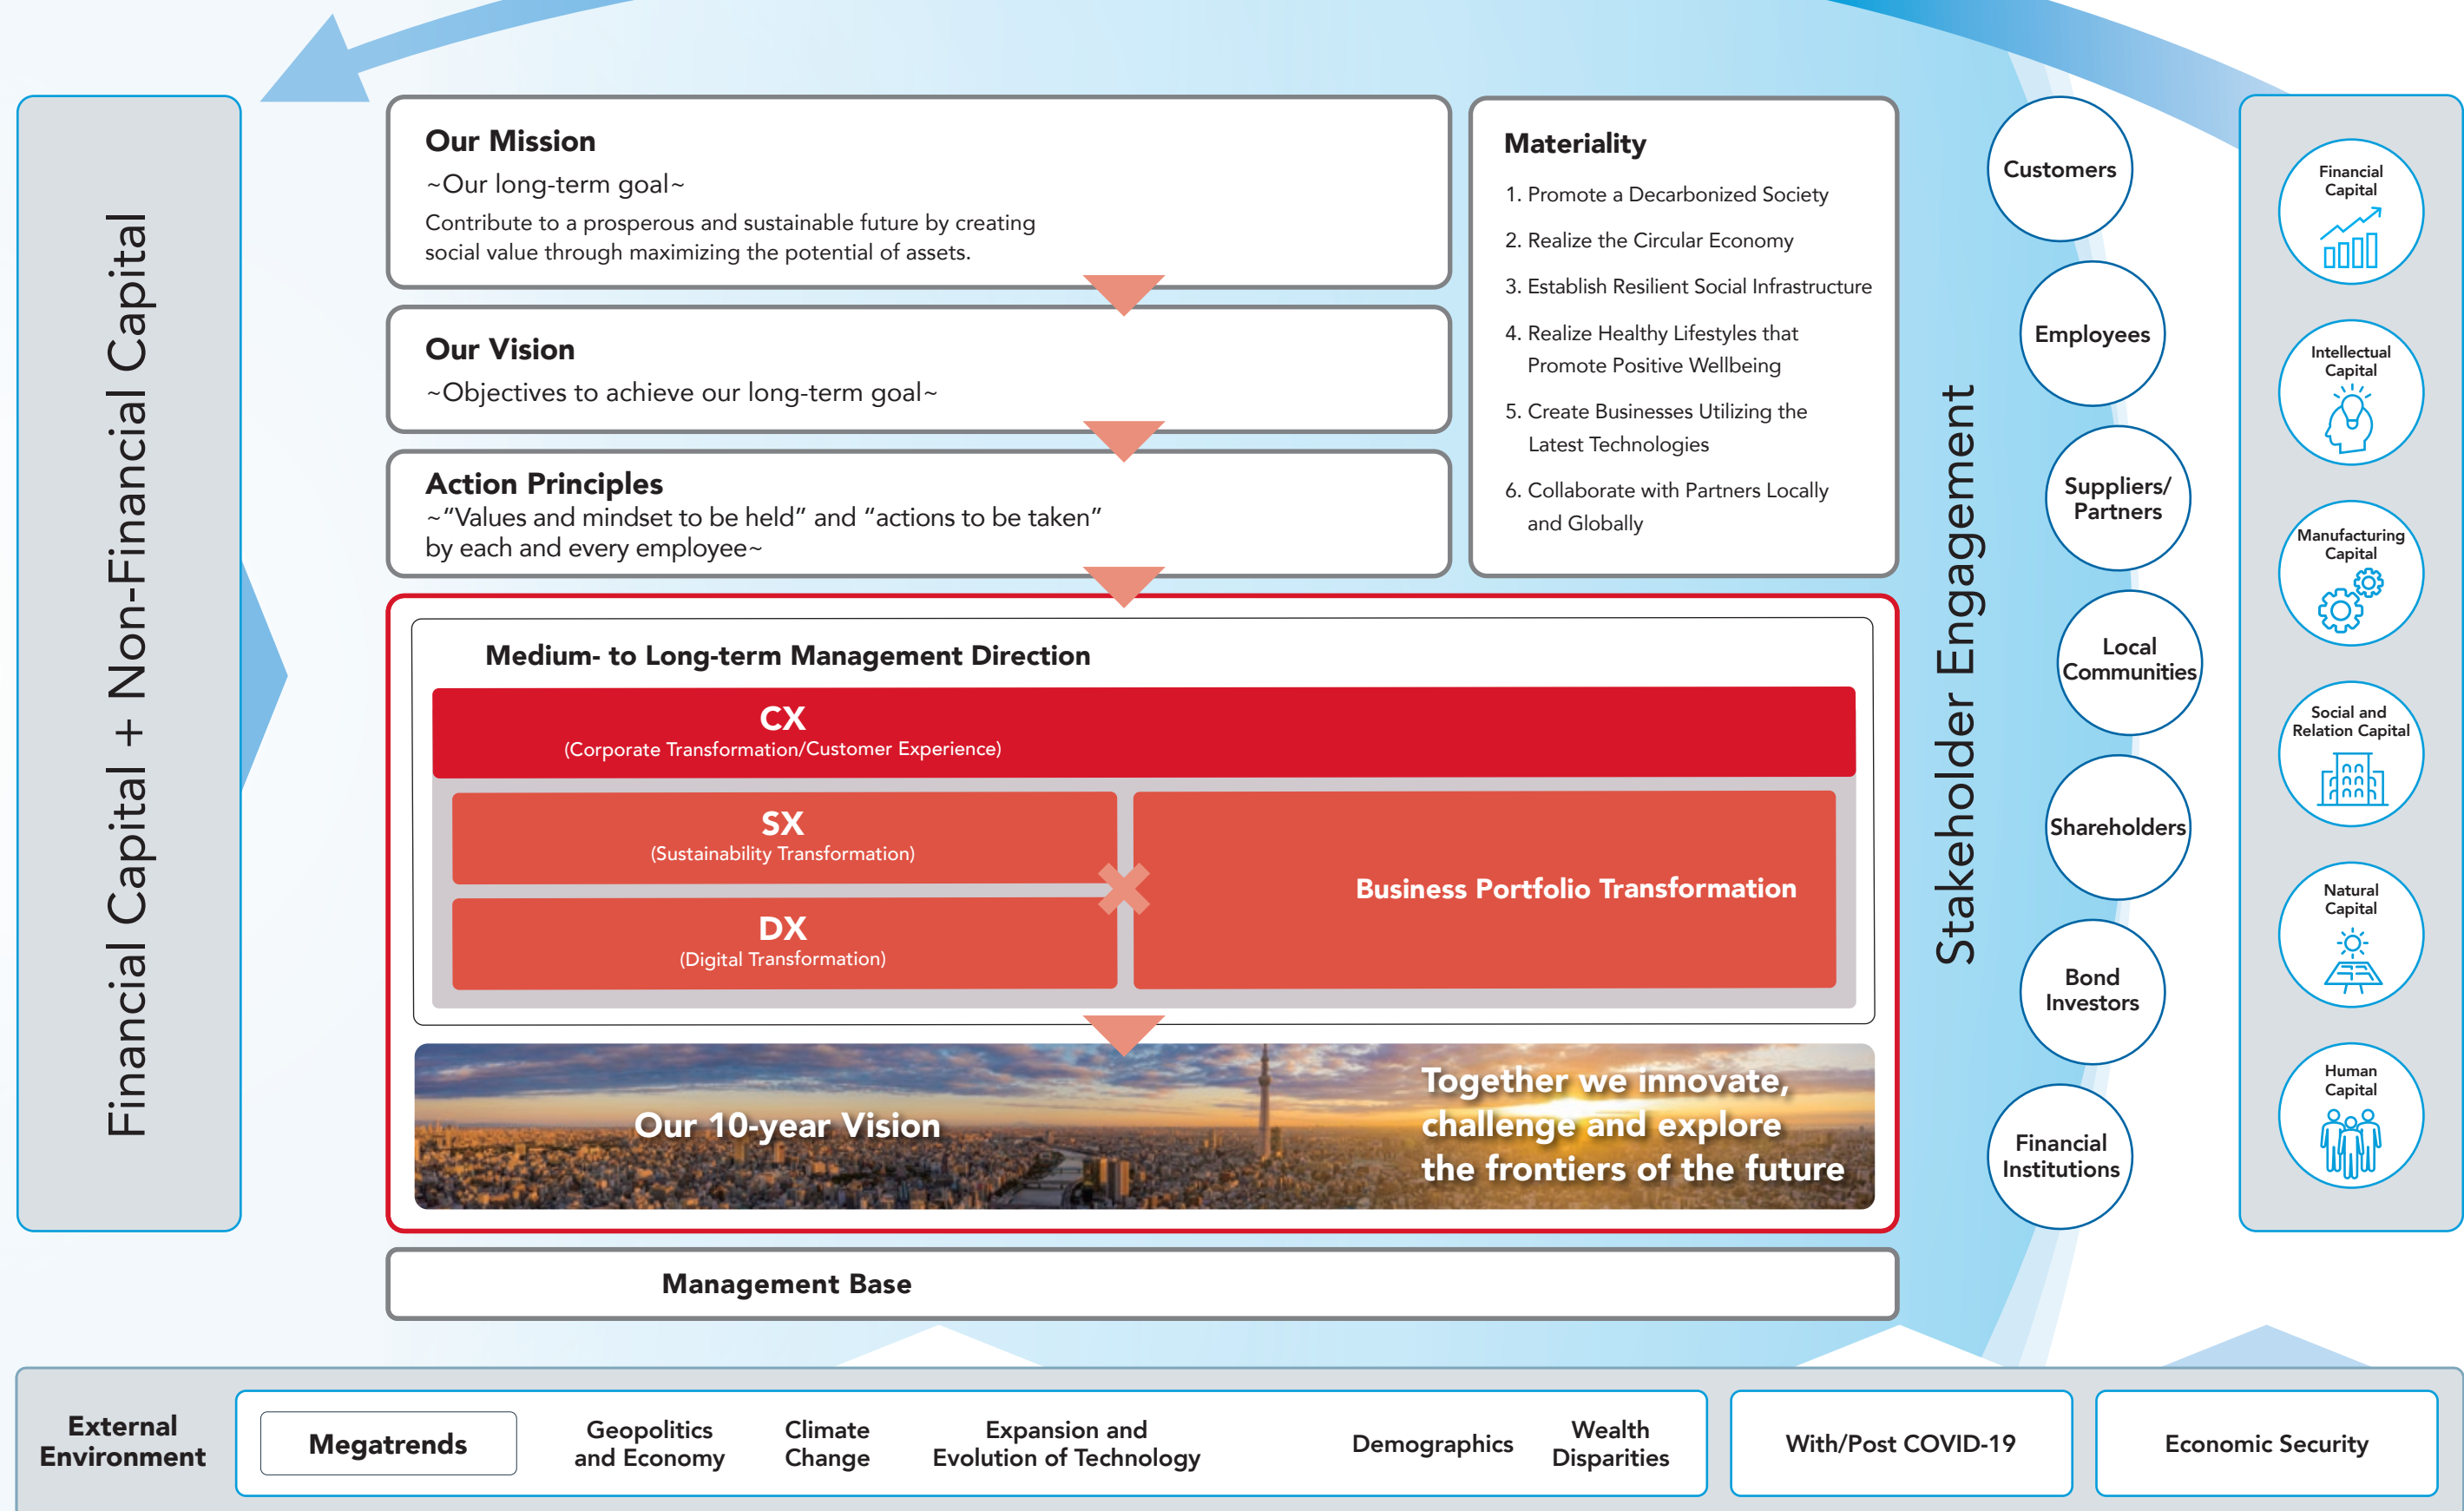 Financial Capital + Non-Financial Capital
Our Mission
~Our long-term goal~
Contribute to a prosperous and sustainable future by creating
social value through maximizing the potential of assets.
Our Vision
~Objectives to achieve our long-term goal~
Action Principles
~“Values and mindset to be held” and “actions to be taken”
by each and every employee~
Materiality
1. Promote a Decarbonized Society
2. Realize the Circular Economy
3. Establish Resilient Social Infrastructure
4. Realize Healthy Lifestyles that
Promote Positive Wellbeing
5. Create Businesses Utilizing the
Latest Technologies
6. Collaborate with Partners Locally
and Globally
Medium- to Long-term Management Direction
CX
(Corporate Transformation/Customer Experience)
SX
(Sustainability Transformation)
DX
(Digital Transformation)
Business Portfolio Transformation
Our 10-year Vision
Together we innovate,
challenge and explore
the frontiers of the future
Management Base
Stakeholder Engagement
Customers
Employees
Suppliers/
Partners
Local
Communities
Shareholders
Bond
Investors
Financial
Institutions
Financial
Capital
Intellectual
Capital
Manufacturing
Capital
Social and
Relation Capital
Natural
Capital
Human
Capital
External
Environment
Megatrends
Geopolitics
and Economy
Climate
Change
Expansion and
Evolution of Technology
Demographics
Wealth
Disparities
With/Post COVID-19
Economic Security